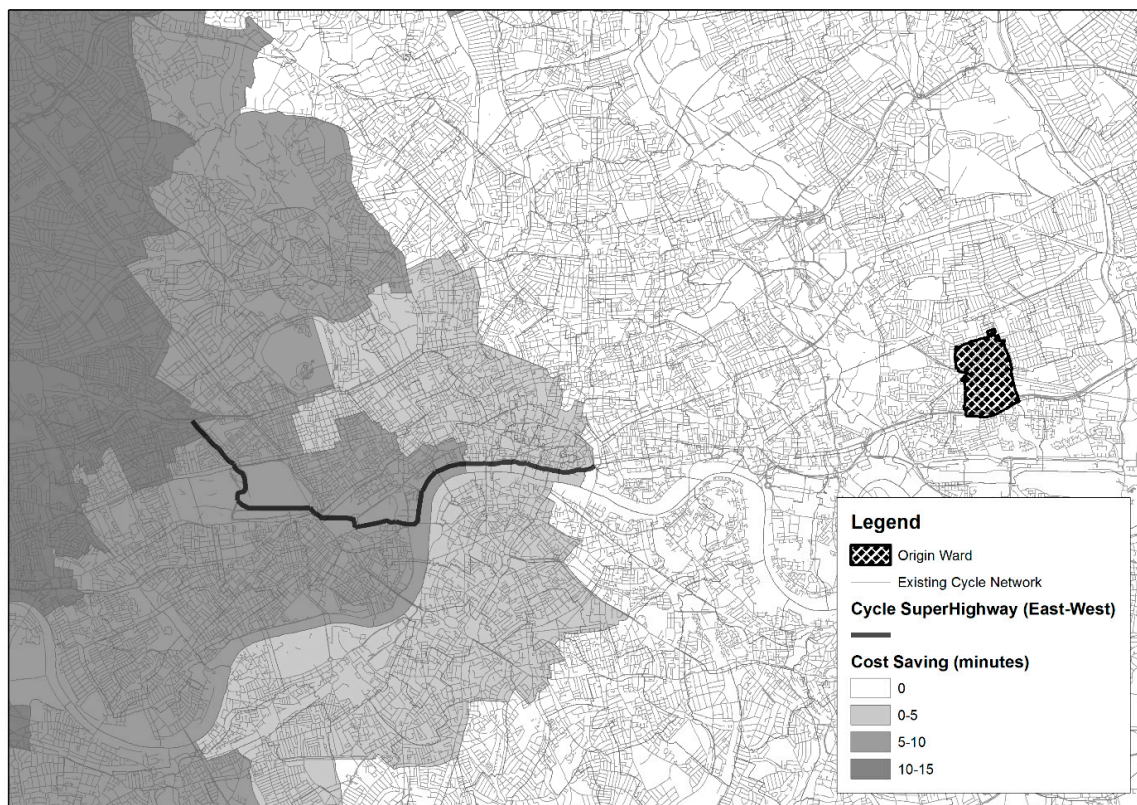 Legend
Origin Ward
Existing Cycle Network
Cycle SuperHighway (East-West)
Cost Saving (minutes)
0
0-5
5-10
10-15